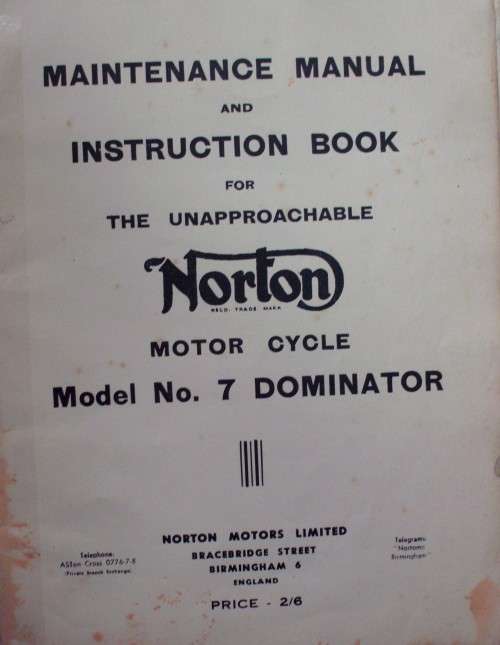 MAINTENANCE MANUAL
AND
INSTRUCTION BOOK
FOR
THE UNAPPROACHABLE
Norton
REGD. TRADE MARK
MOTOR CYCLE
Model No. 7 DOMINATOR
NORTON MOTORS LIMITED
BRACEBRIDGE STREET
BIRMINGHAM 6
ENGLAND
PRICE - 2/6
Telephone:
ASTon Cross 0776-7-8
(Private Branch Exchange)
Telegrams
Birmingham